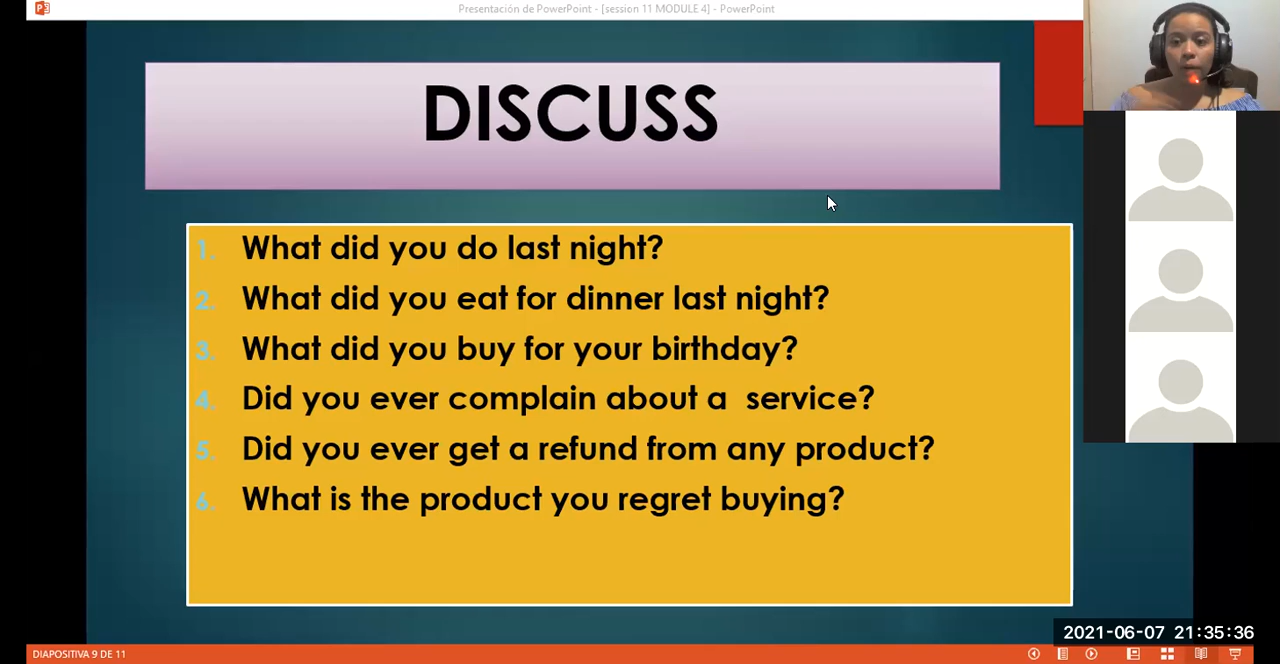 Presentación de PowerPoint - [session 11 MODULE 4] - PowerPoint
DISCUSS
1. What did you do last night?
2. What did you eat for dinner last night?
3. What did you buy for your birthday?
4. Did you ever complain about a service?
5. Did you ever get a refund from any product?
6. What is the product you regret buying?
2021-06-07 21:35:36
DIAPOSITIVA 9 DE 11